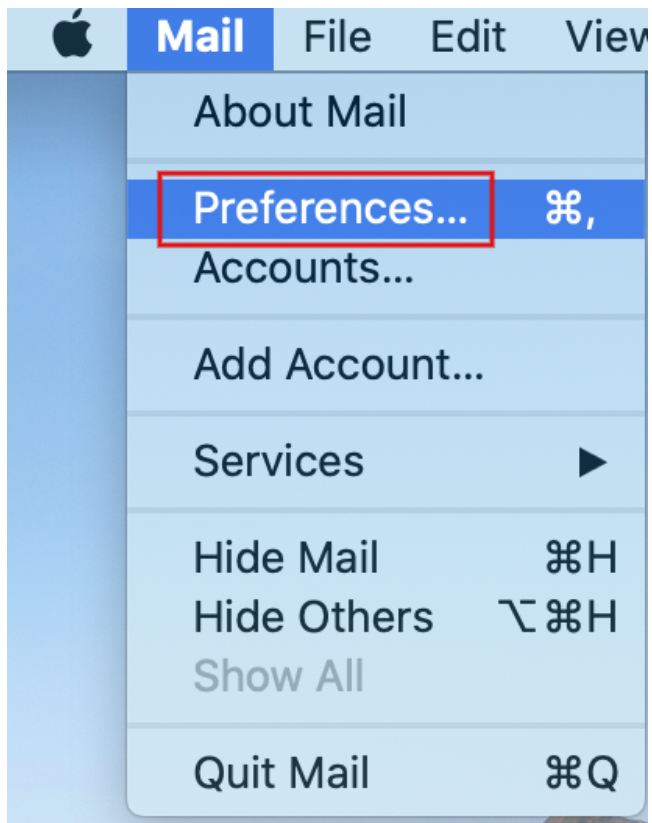 Mail File Edit View
About Mail
Preferences... ⌘,
Accounts...
Add Account...
Services ▶
Hide Mail ⌘H
Hide Others ⌥⌘H
Show All
Quit Mail ⌘Q